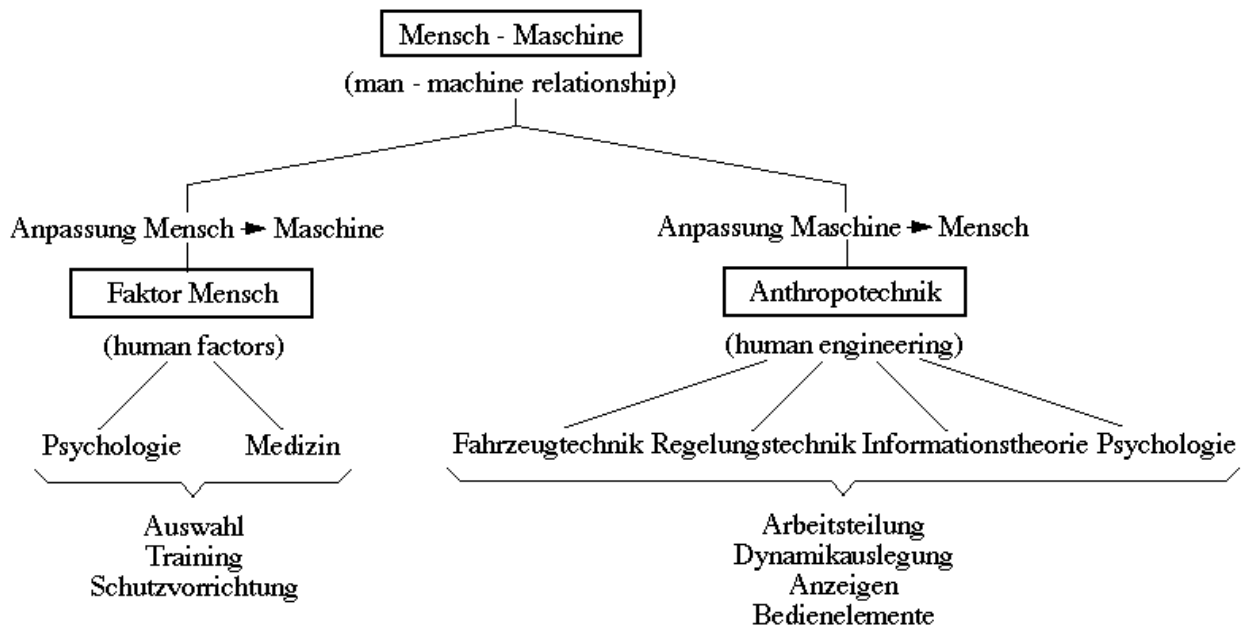 Mensch - Maschine
(man - machine relationship)
Anpassung Mensch ► Maschine
Anpassung Maschine ► Mensch
Faktor Mensch
Anthropotechnik
(human factors)
(human engineering)
Psychologie Medizin
Fahrzeugtechnik Regelungstechnik Informationstheorie Psychologie
Auswahl
Training
Schutzvorrichtung
Arbeitsteilung
Dynamikauslegung
Anzeigen
Bedienelemente